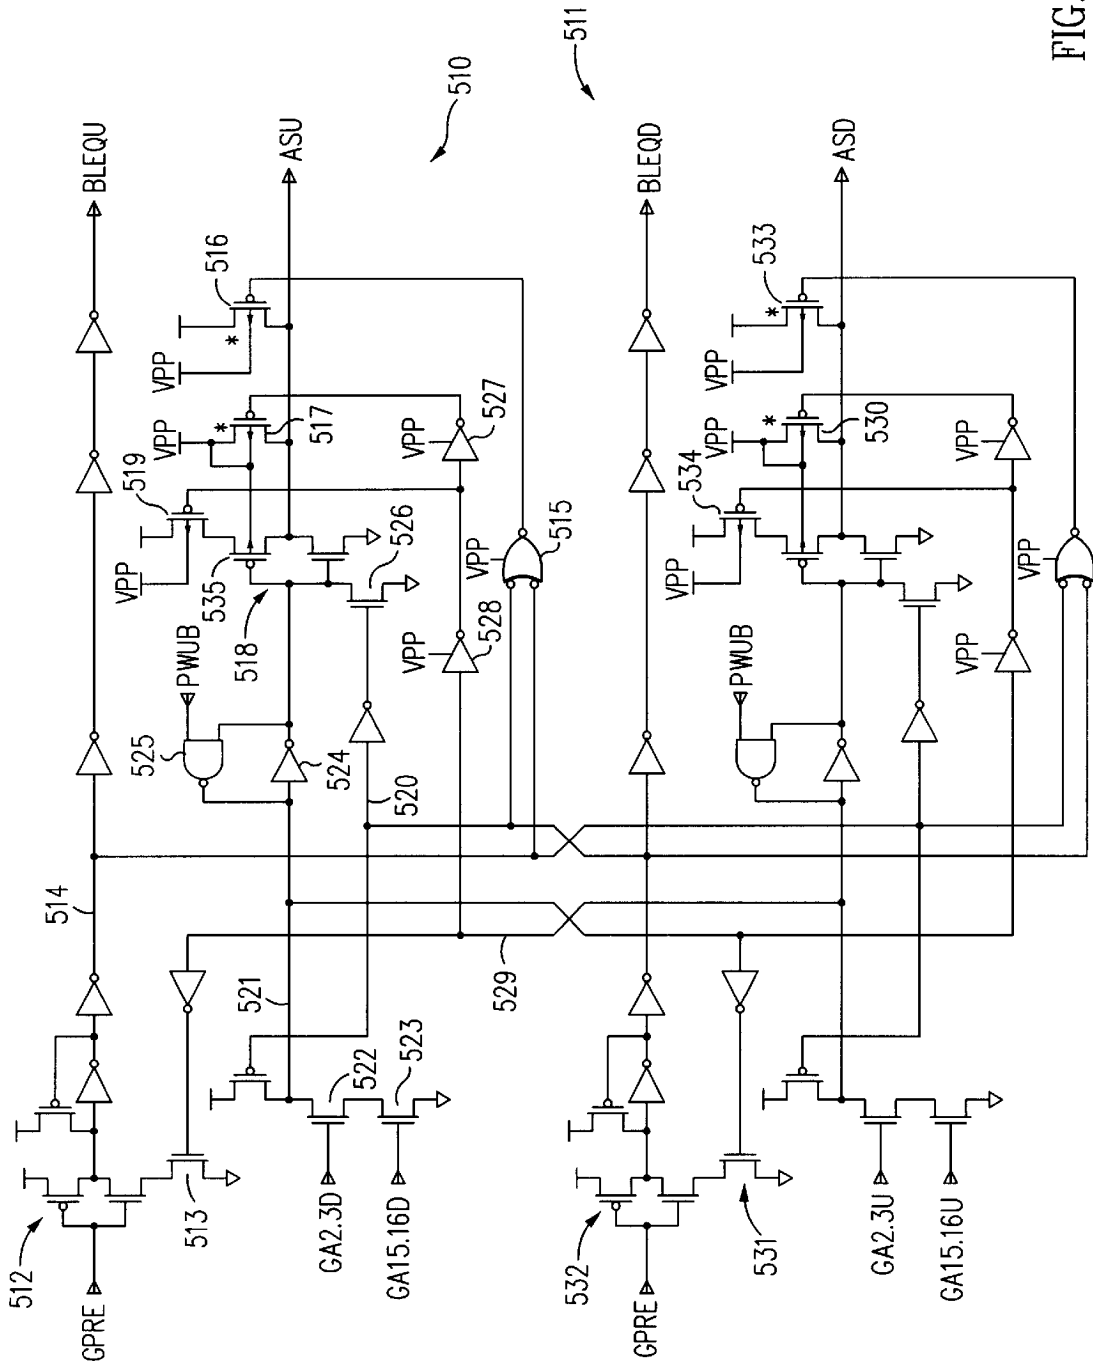 FIG.
510
511
BLEQU
ASU
516
*
VPP
VPP
*
517
519
VPP
535
518
526
VPP
527
VPP
528
VPP
515
PWUB
525
524
520
514
529
521
512
513
522
523
GPRE
GA2.3D
GA15.16D
BLEQD
ASD
533
*
VPP
VPP
*
530
534
VPP
VPP
VPP
VPP
PWUB
532
531
GPRE
GA2.3U
GA15.16U